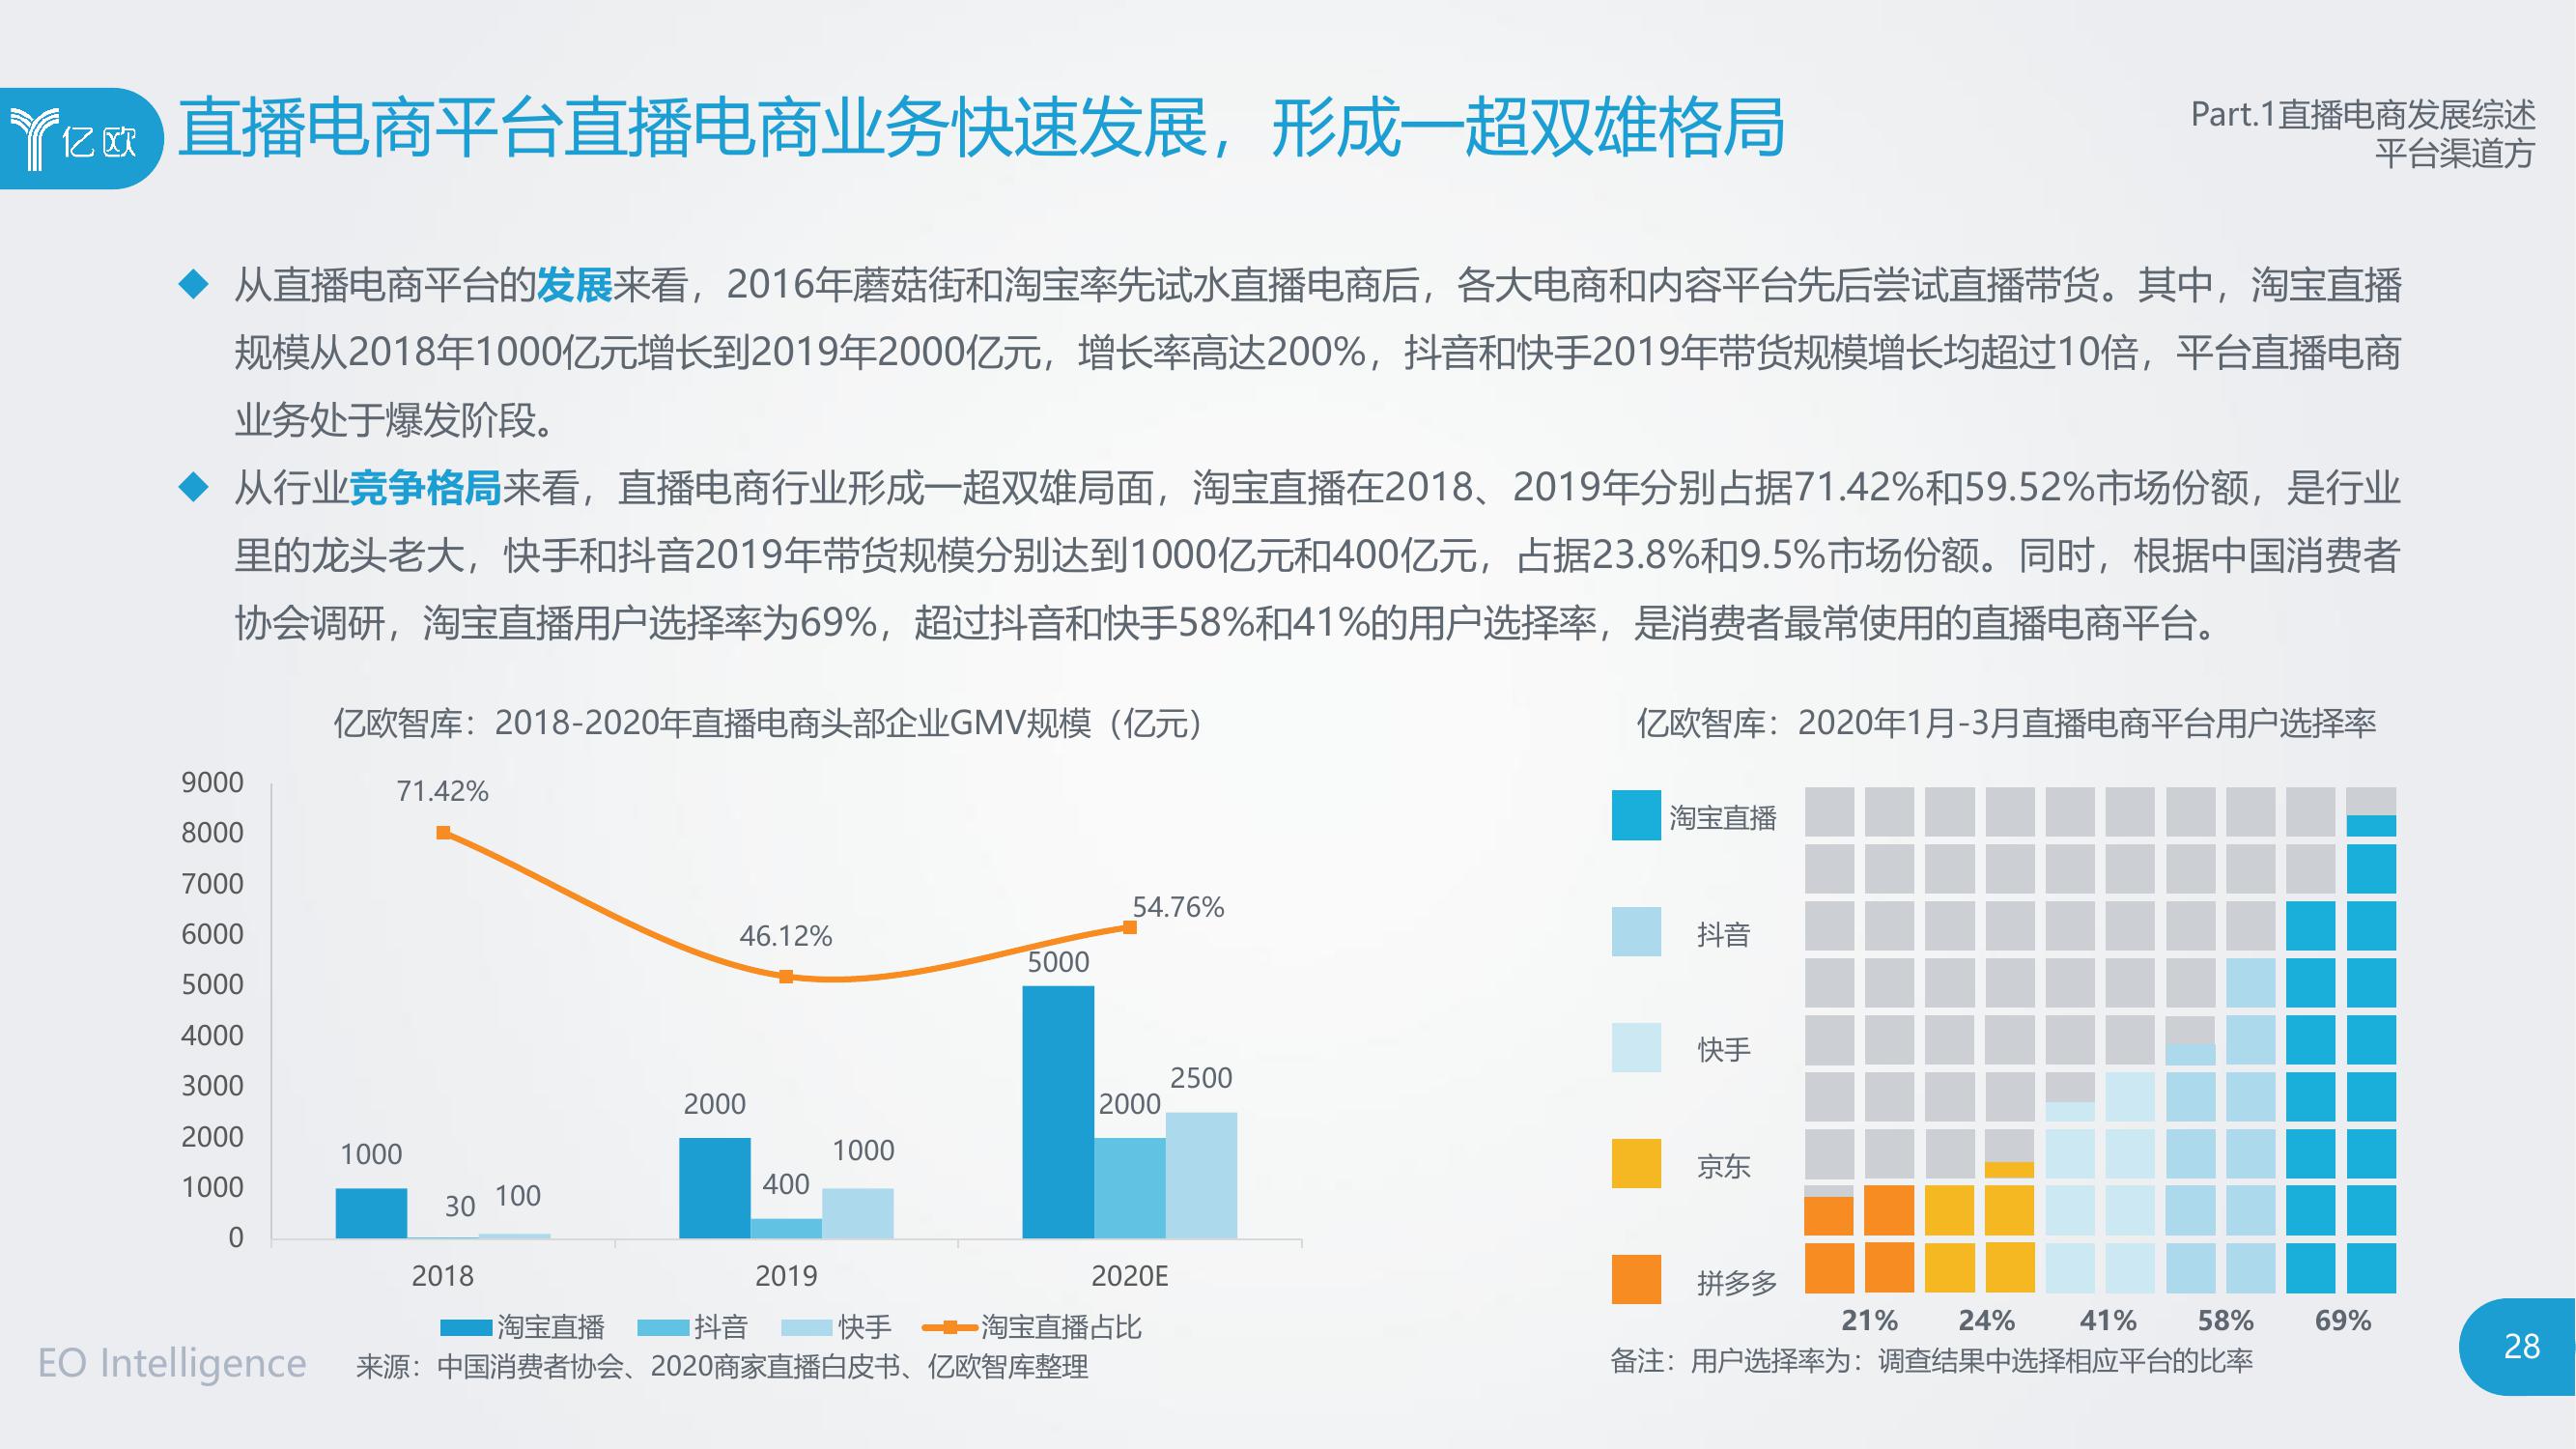 亿欧
直播电商平台直播电商业务快速发展，形成一超双雄格局
Part.1直播电商发展综述
平台渠道方
从直播电商平台的发展来看，2016年蘑菇街和淘宝率先试水直播电商后，各大电商和内容平台先后尝试直播带货。其中，淘宝直播
规模从2018年1000亿元增长到2019年2000亿元，增长率高达200%，抖音和快手2019年带货规模增长均超过10倍，平台直播电商
业务处于爆发阶段。
从行业竞争格局来看，直播电商行业形成一超双雄局面，淘宝直播在2018、2019年分别占据71.42%和59.52%市场份额，是行业
里的龙头老大，快手和抖音2019年带货规模分别达到1000亿元和400亿元，占据23.8%和9.5%市场份额。同时，根据中国消费者
协会调研，淘宝直播用户选择率为69%，超过抖音和快手58%和41%的用户选择率，是消费者最常使用的直播电商平台。
亿欧智库：2018-2020年直播电商头部企业GMV规模（亿元）
9000
8000
7000
6000
5000
4000
3000
2000
1000
0
71.42%
46.12%
54.76%
1000
30
100
2000
400
1000
5000
2000
2500
2018
2019
2020E
淘宝直播
抖音
快手
淘宝直播占比
来源：中国消费者协会、2020商家直播白皮书、亿欧智库整理
亿欧智库：2020年1月-3月直播电商平台用户选择率
淘宝直播
抖音
快手
京东
拼多多
21%
24%
41%
58%
69%
备注：用户选择率为：调查结果中选择相应平台的比率
EO Intelligence
28